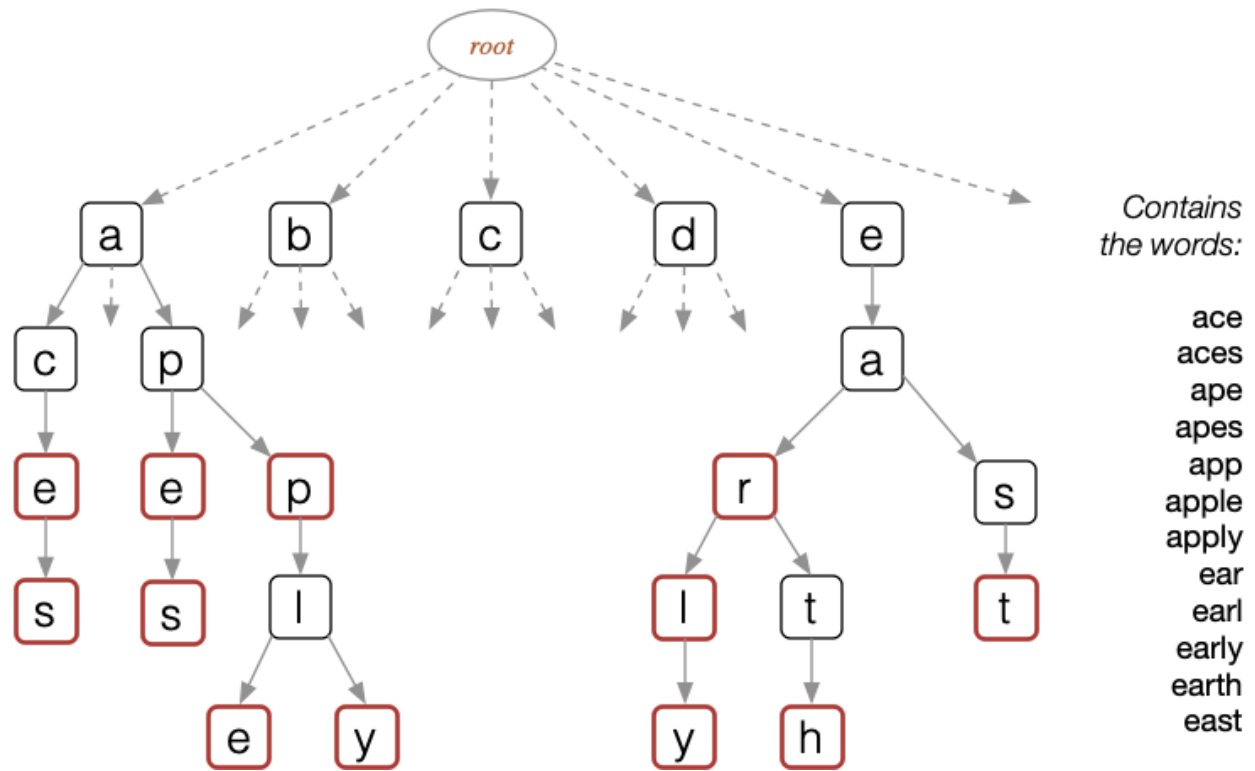 root
a b c d e
Contains
the words:
c p a
ace
aces
ape
e e p r s
apes
app
apple
apply
s s l l t t
ear
earl
early
e y y h
earth
east